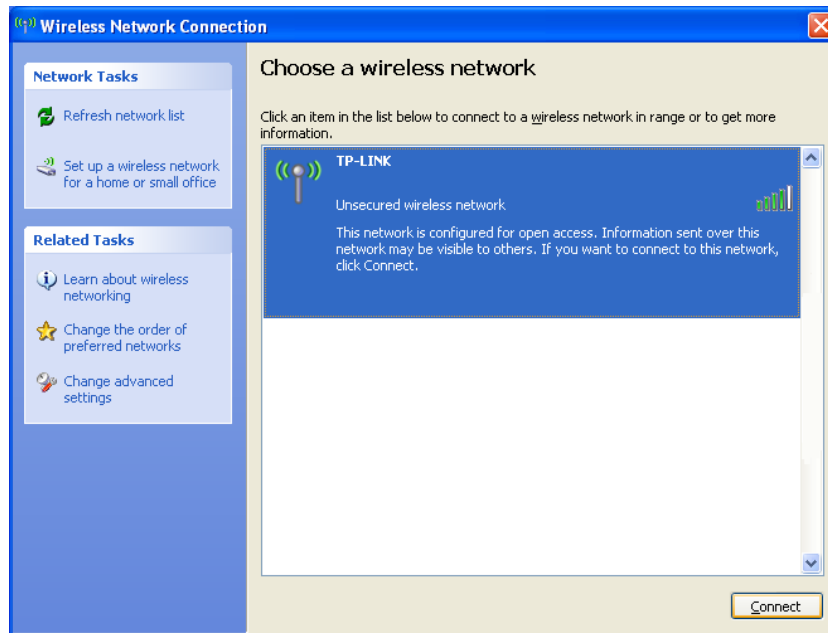 Wireless Network Connection
Network Tasks
Refresh network list
Set up a wireless network
for a home or small office
Related Tasks
Learn about wireless
networking
Change the order of
preferred networks
Change advanced
settings
Choose a wireless network
Click an item in the list below to connect to a wireless network in range or to get more
information.
TP-LINK
Unsecured wireless network
This network is configured for open access. Information sent over this
network may be visible to others. If you want to connect to this network,
click Connect.
Connect